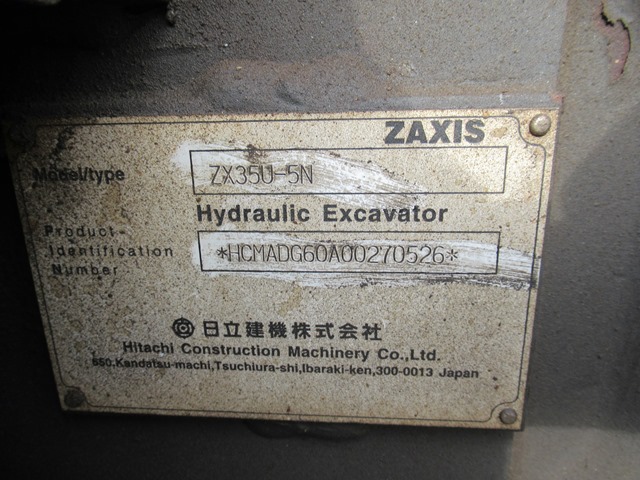 ZAXIS
Model/type ZX35U-5N
Hydraulic Excavator
Product
Identification
Number *HCMADG60A00270526*
日立建機株式会社
Hitachi Construction Machinery Co.,Ltd.
650,Kandatsu-machi,Tsuchiura-shi,Ibaraki-ken,300-0013 Japan